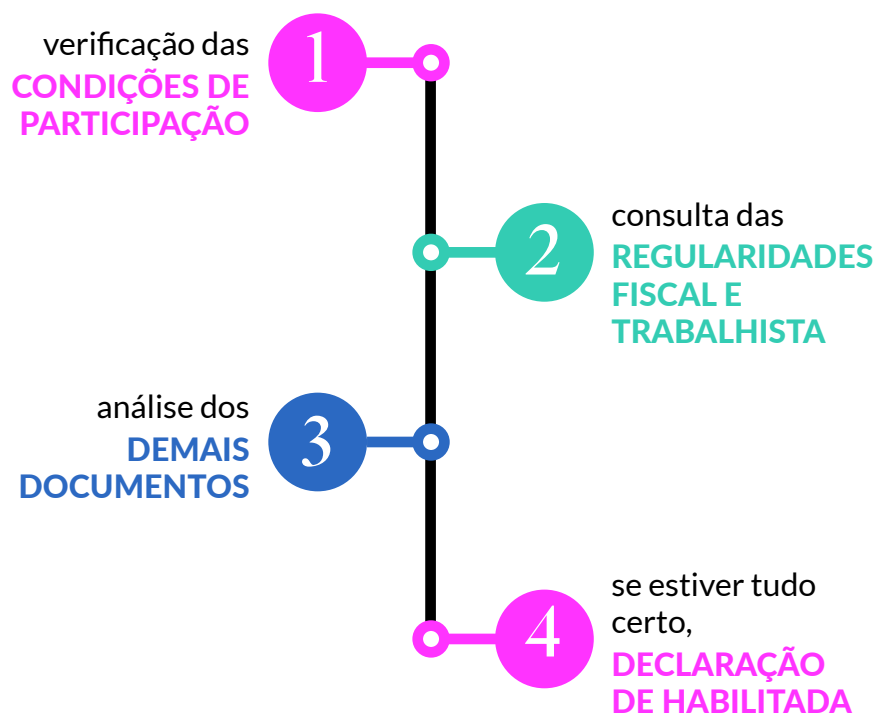 1
verificação das
CONDIÇÕES DE
PARTICIPAÇÃO
2
consulta das
REGULARIDADES
FISCAL E
TRABALHISTA
3
análise dos
DEMAIS
DOCUMENTOS
4
se estiver tudo
certo,
DECLARAÇÃO
DE HABILITADA